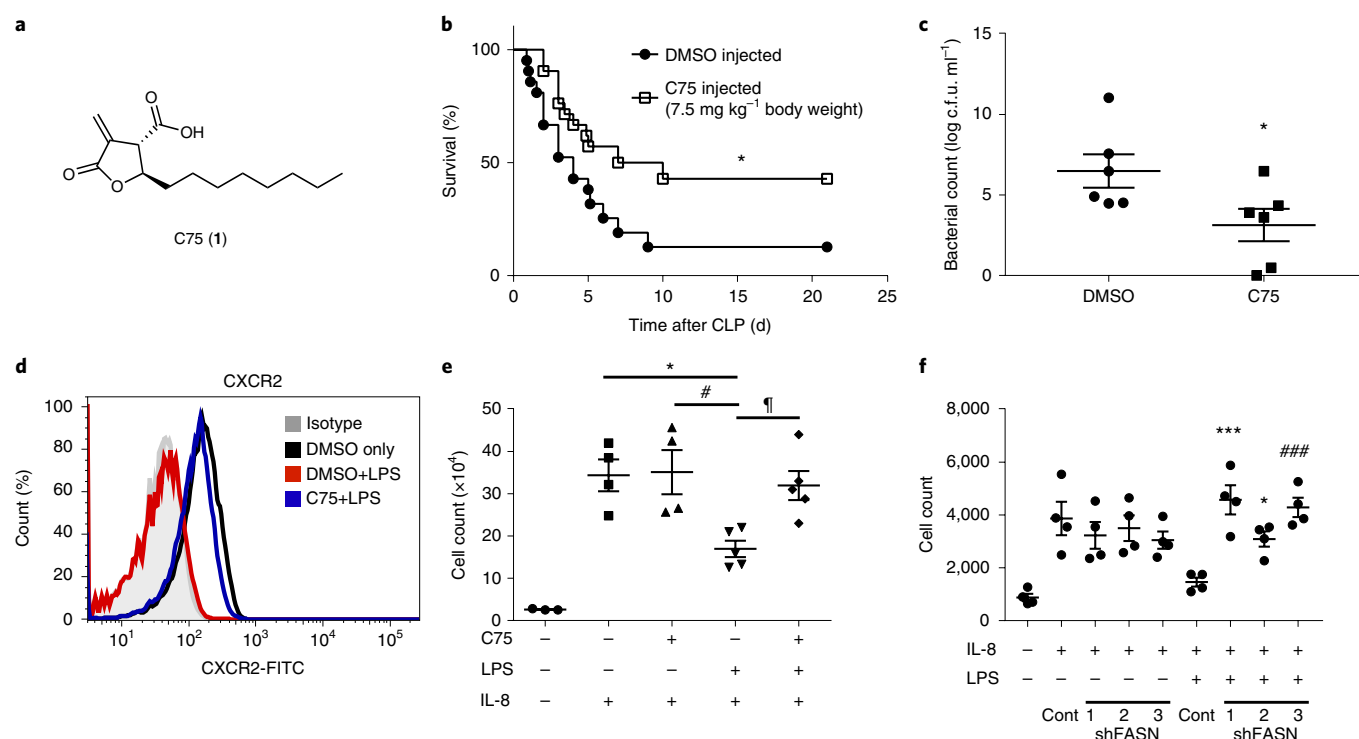 a
O
OH
O
O
C75 (1)
b
100
50
0
Survival (%)
DMSO injected
C75 injected
(7.5 mg kg⁻¹ body weight)
*
0 5 10 15 20 25
Time after CLP (d)
c
15
10
5
0
Bacterial count (log c.f.u. ml⁻¹)
*
DMSO C75
d
CXCR2
100
80
60
40
20
0
Count (%)
Isotype
DMSO only
DMSO+LPS
C75+LPS
10¹ 10² 10³ 10⁴ 10⁵
CXCR2-FITC
e
*
# ¶
50
40
30
20
10
0
Cell count (×10⁴)
C75 – – + – +
LPS – – – + +
IL-8 – + + + +
f
8,000
6,000
4,000
2,000
0
Cell count
***
*
###
IL-8 – + + + + + + + +
LPS – – – – – + + + +
Cont 1 2 3 Cont 1 2 3
shFASN shFASN